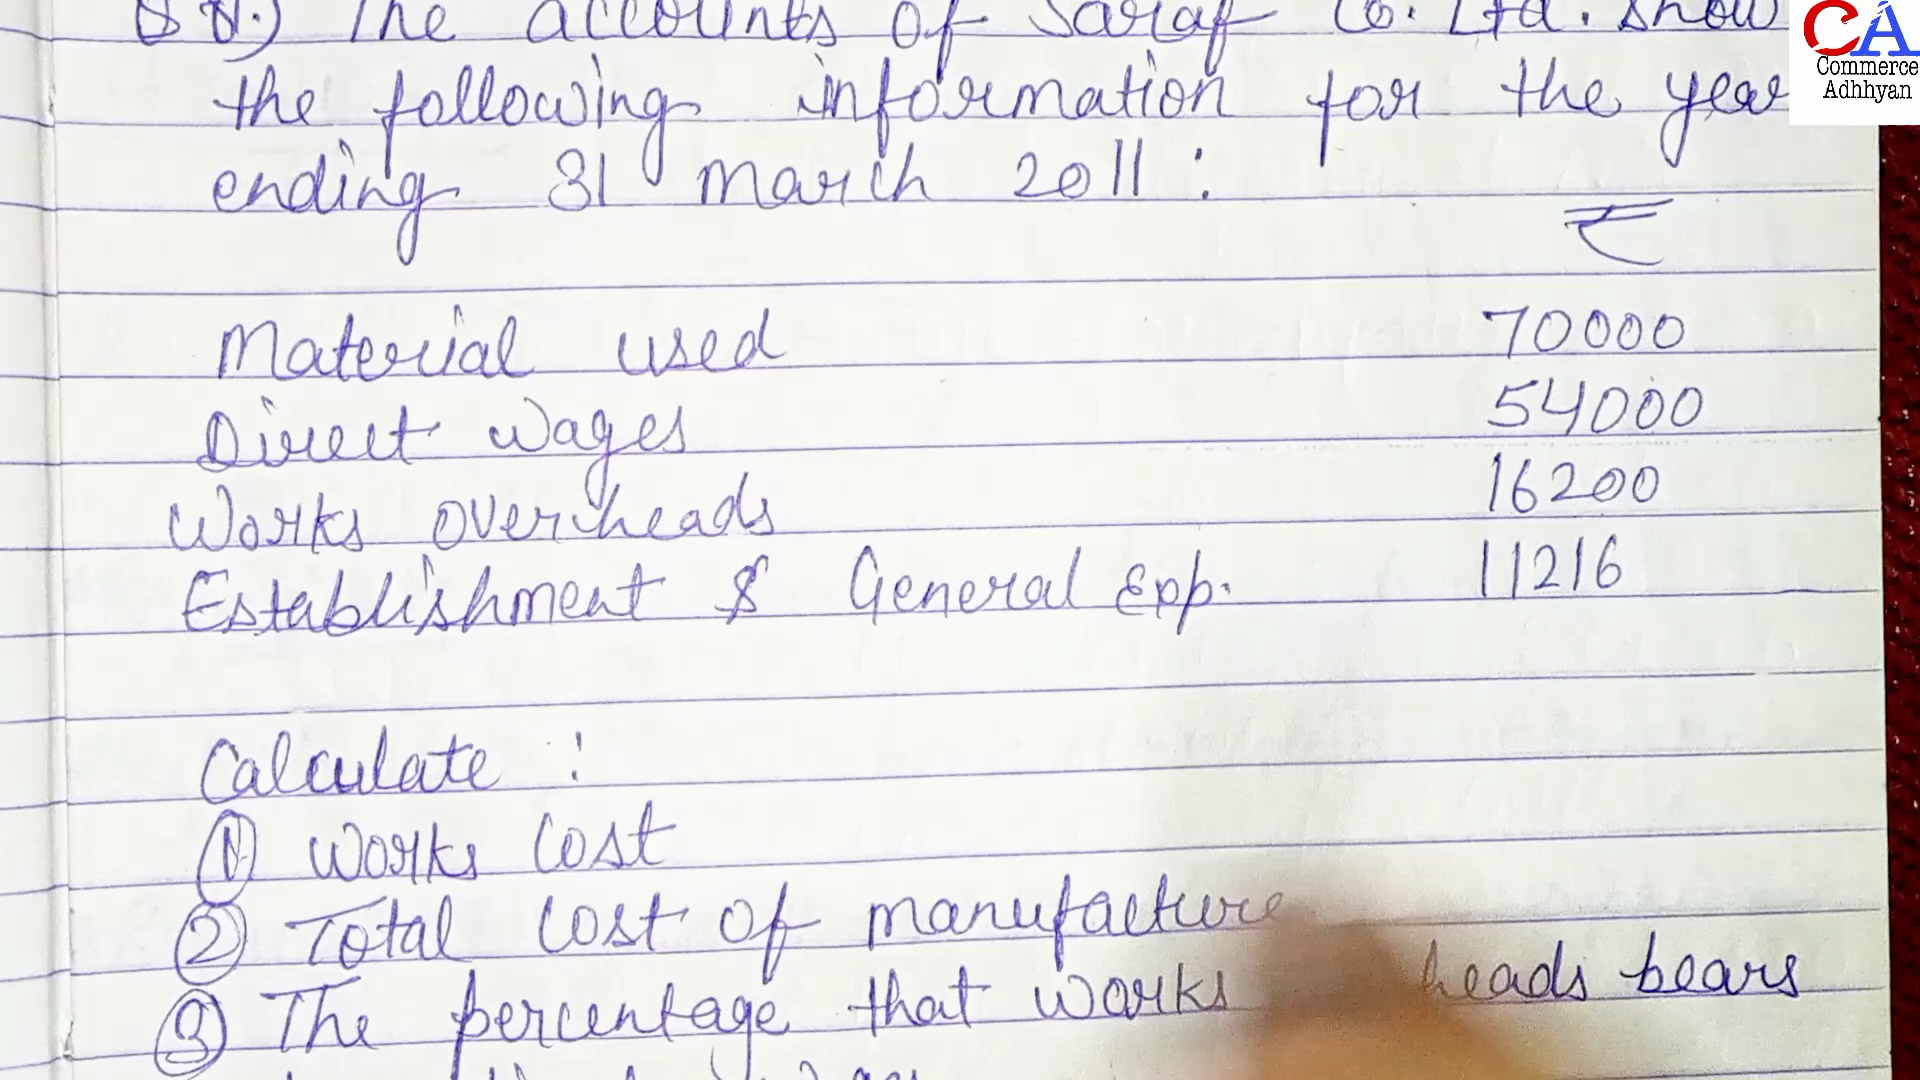 The accounts of Saraf Co. Ltd. show
the following information for the year
ending 31 March 2011 :
₹
Material used 70000
Direct wages 54000
Works overheads 16200
Establishment & General Exp. 11216
Calculate :
① Works cost
② Total cost of manufacture
③ The percentage that works heads bears
CA
Commerce
Adhhyan